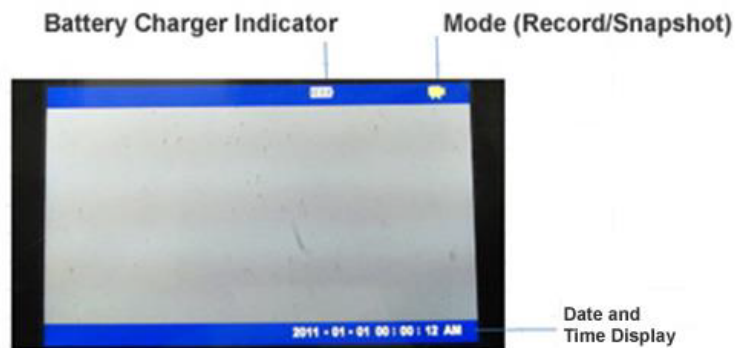 Battery Charger Indicator
Mode (Record/Snapshot)
2011 - 01 - 01 00 : 00 : 12 AM
Date and
Time Display